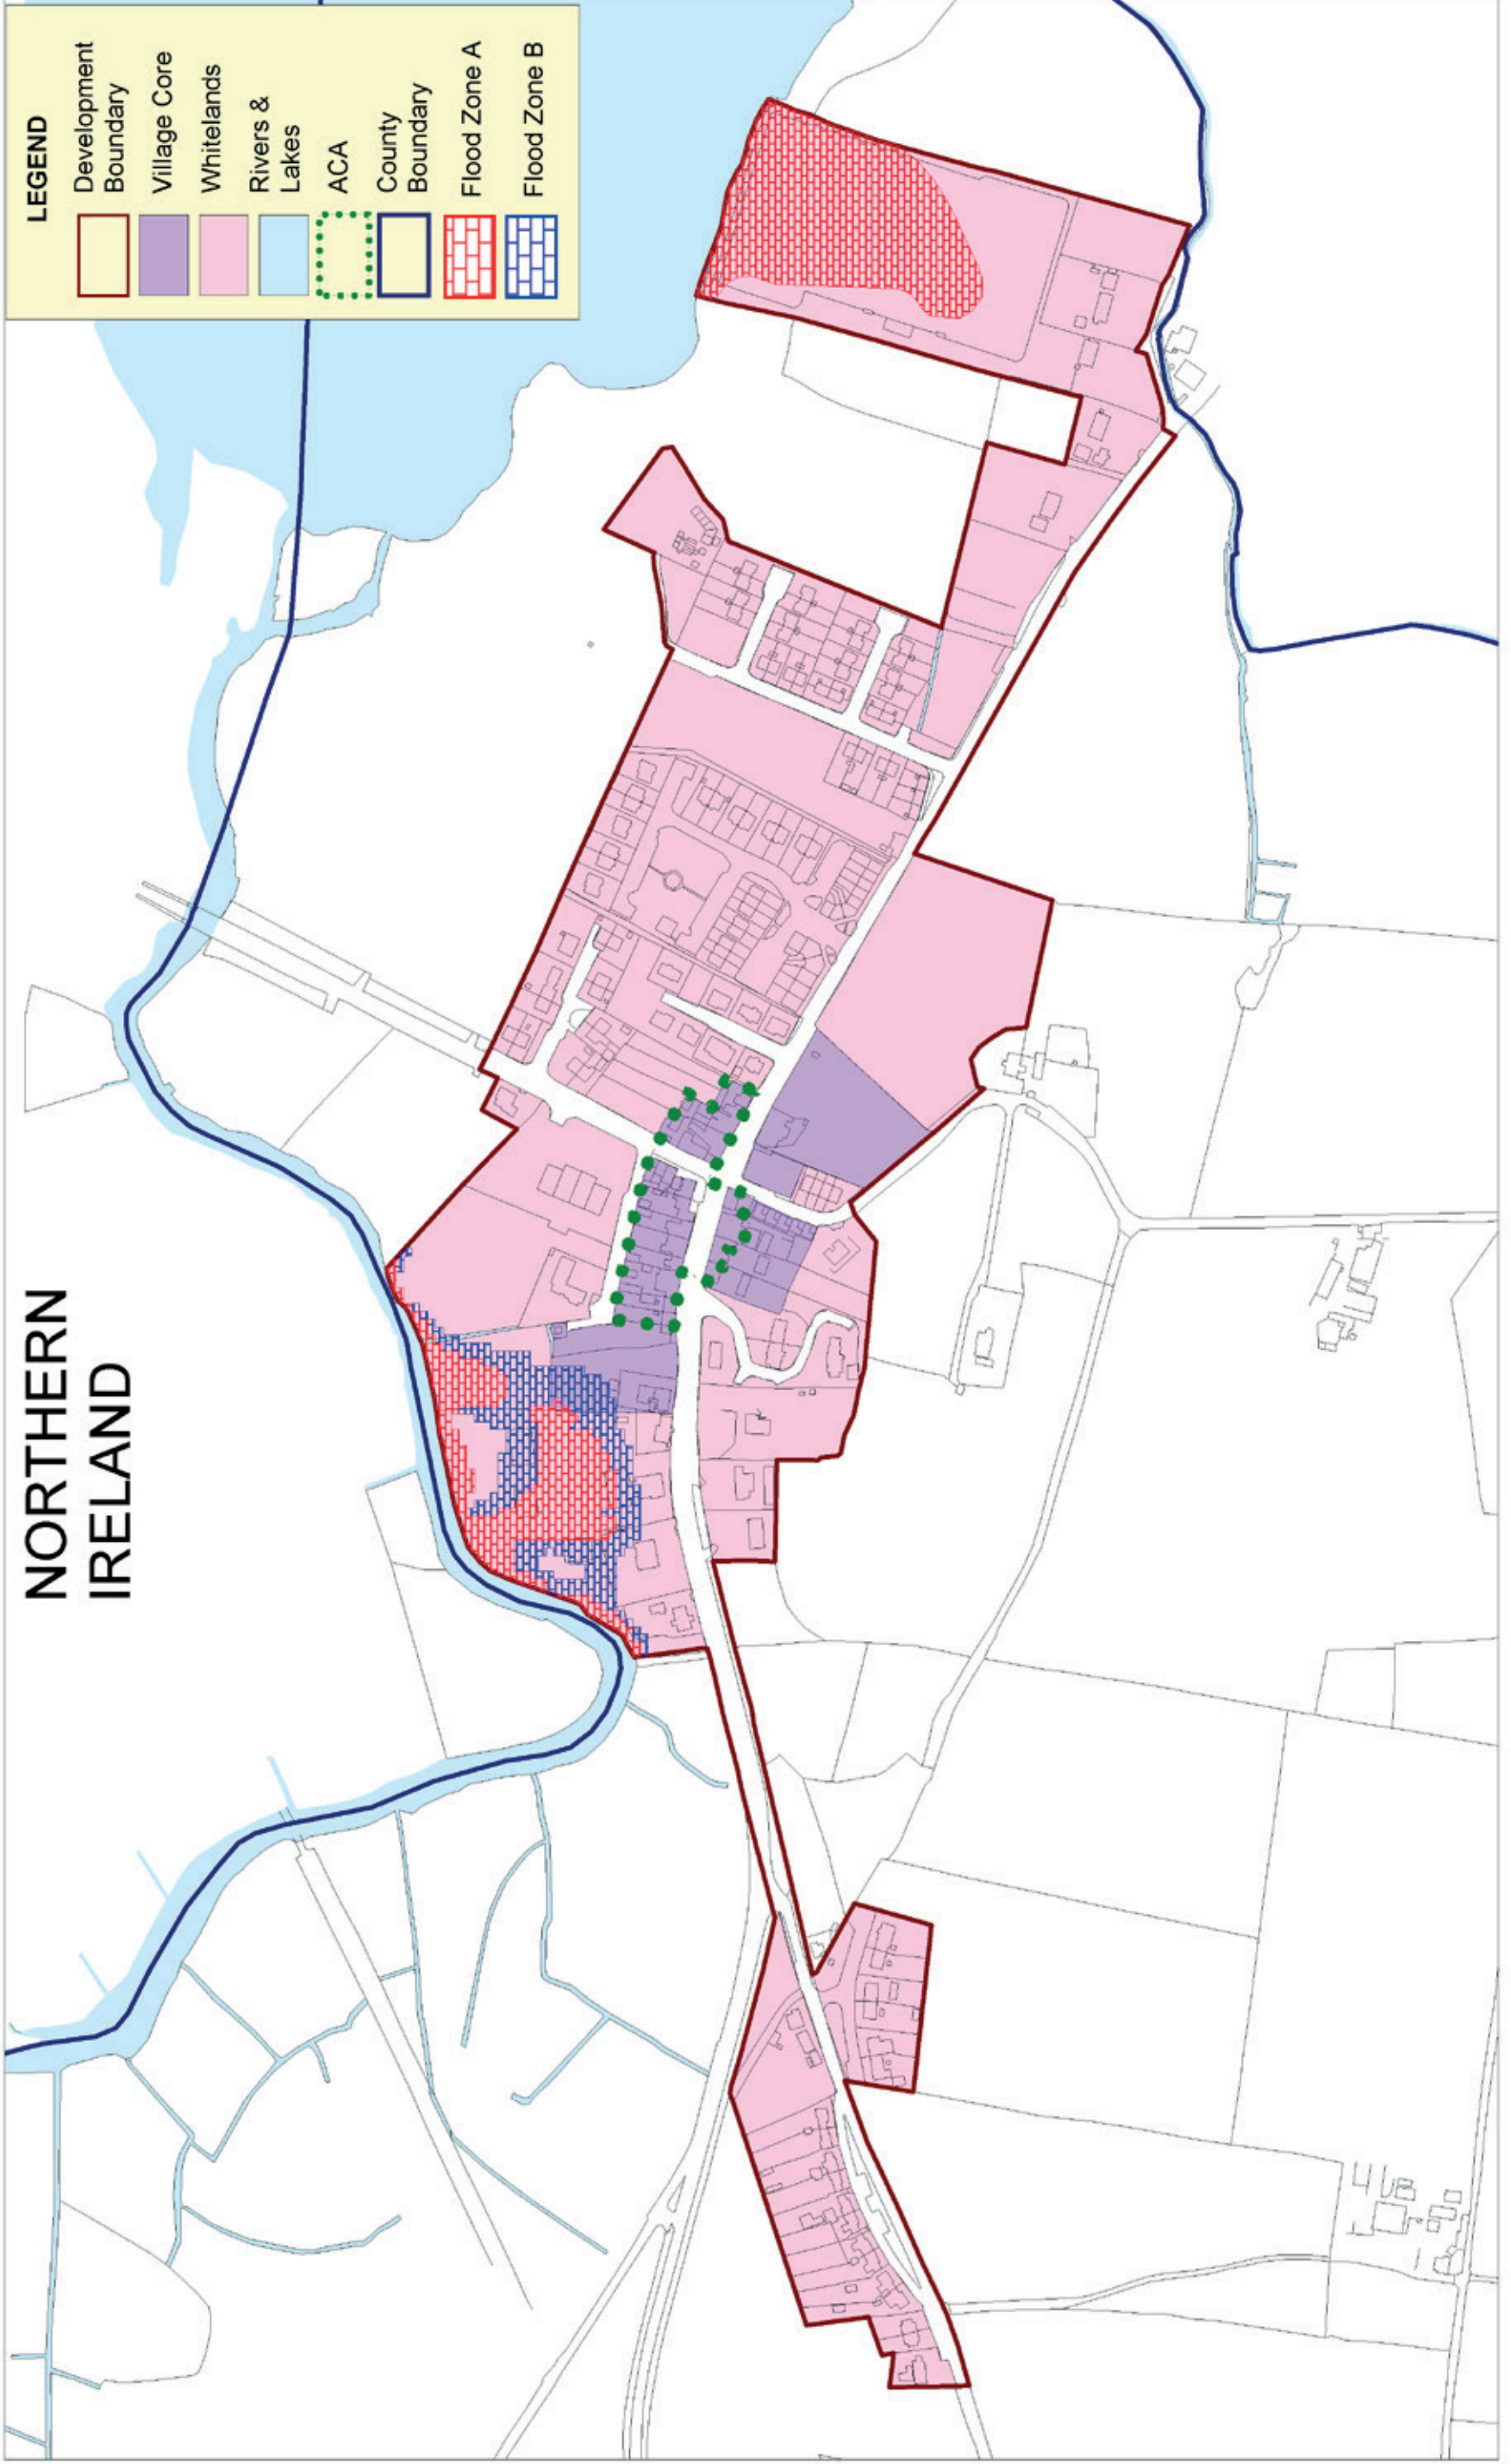 LEGEND
Development
Boundary
Village Core
Whitelands
Rivers &
Lakes
ACA
County
Boundary
Flood Zone A
Flood Zone B
NORTHERN
IRELAND